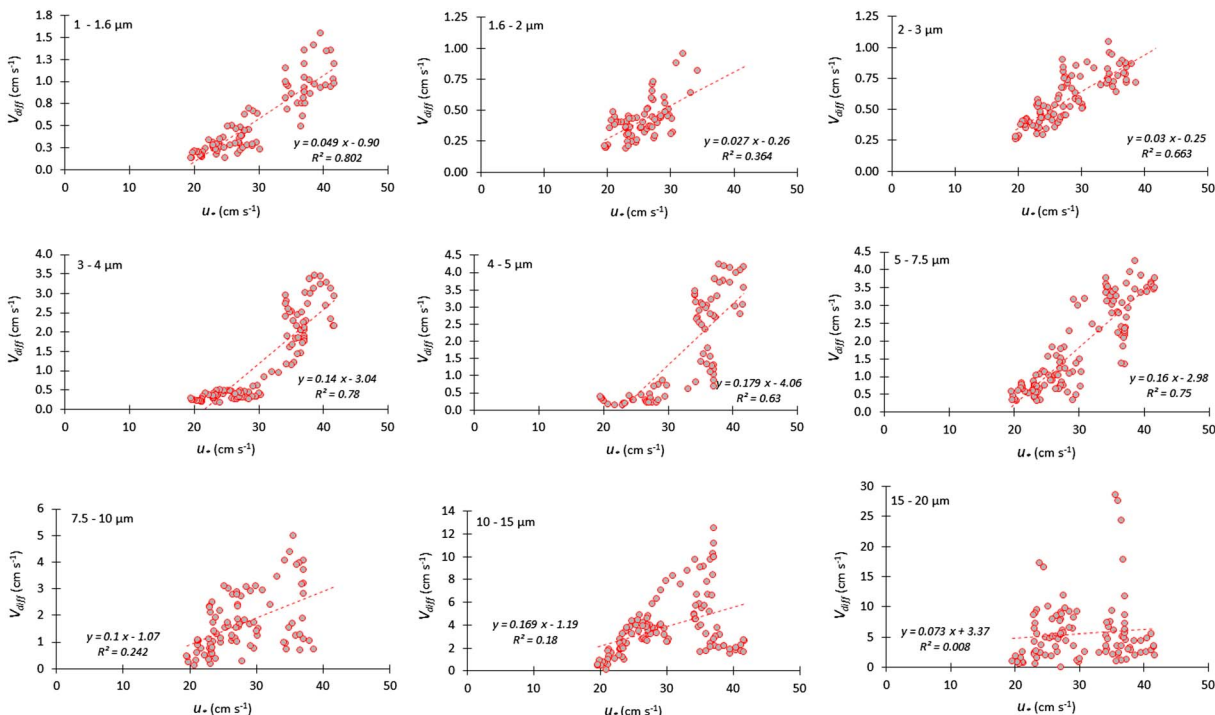 1 - 1.6 µm
V_diff (cm s⁻¹)
1.8
1.5
1.3
1.0
0.8
0.5
0.3
0.0
y = 0.049 x - 0.90
R² = 0.802
0 10 20 30 40 50
u* (cm s⁻¹)
1.6 - 2 µm
V_diff (cm s⁻¹)
1.25
1.00
0.75
0.50
0.25
0.00
y = 0.027 x - 0.26
R² = 0.364
0 10 20 30 40 50
u* (cm s⁻¹)
2 - 3 µm
V_diff (cm s⁻¹)
1.25
1.00
0.75
0.50
0.25
0.00
y = 0.03 x - 0.25
R² = 0.663
0 10 20 30 40 50
u* (cm s⁻¹)
3 - 4 µm
V_diff (cm s⁻¹)
4.0
3.5
3.0
2.5
2.0
1.5
1.0
0.5
0.0
y = 0.14 x - 3.04
R² = 0.78
0 10 20 30 40 50
u* (cm s⁻¹)
4 - 5 µm
V_diff (cm s⁻¹)
4.5
4.0
3.5
3.0
2.5
2.0
1.5
1.0
0.5
0.0
y = 0.179 x - 4.06
R² = 0.63
0 10 20 30 40 50
u* (cm s⁻¹)
5 - 7.5 µm
V_diff (cm s⁻¹)
4.5
4.0
3.5
3.0
2.5
2.0
1.5
1.0
0.5
0.0
y = 0.16 x - 2.98
R² = 0.75
0 10 20 30 40 50
u* (cm s⁻¹)
7.5 - 10 µm
V_diff (cm s⁻¹)
6
5
4
3
2
1
0
y = 0.1 x - 1.07
R² = 0.242
0 10 20 30 40 50
u* (cm s⁻¹)
10 - 15 µm
V_diff (cm s⁻¹)
14
12
10
8
6
4
2
0
y = 0.169 x - 1.19
R² = 0.18
0 10 20 30 40 50
u* (cm s⁻¹)
15 - 20 µm
V_diff (cm s⁻¹)
30
25
20
15
10
5
0
y = 0.073 x + 3.37
R² = 0.008
0 10 20 30 40 50
u* (cm s⁻¹)